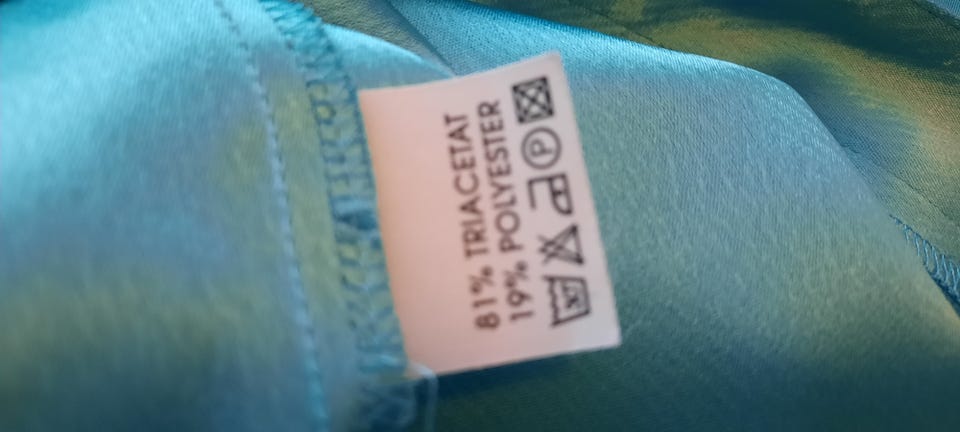 81% TRIACETAT
19% POLYESTER
P